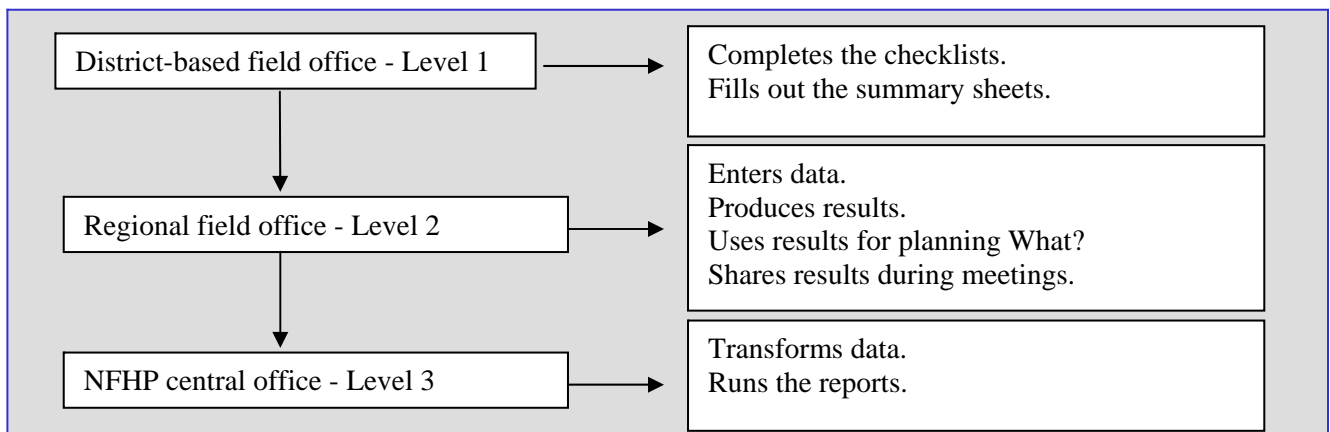 District-based field office - Level 1
Completes the checklists.
Fills out the summary sheets.
Regional field office - Level 2
Enters data.
Produces results.
Uses results for planning What?
Shares results during meetings.
NFHP central office - Level 3
Transforms data.
Runs the reports.